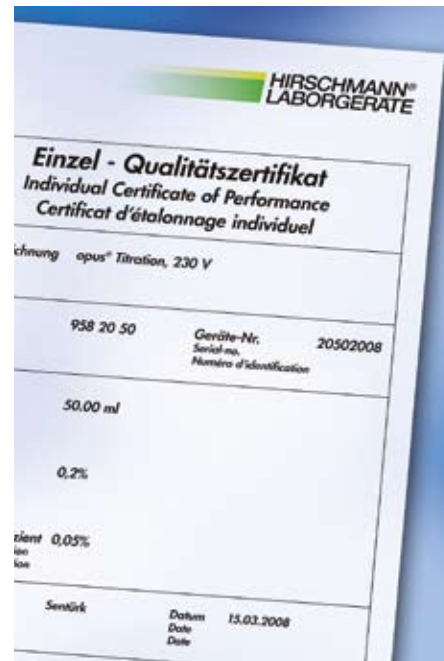 HIRSCHMANN®
LABORGERÄTE
Einzel - Qualitätszertifikat
Individual Certificate of Performance
Certificat d'étalonnage individuel
chnung opus® Titration, 230 V
958 20 50 Geräte-Nr. 20502008
Serial-no.
Numéro d'identification
50.00 ml
0,2%
zient 0,05%
ion
ion
Sentürk Datum 15.03.2008
Date
Date